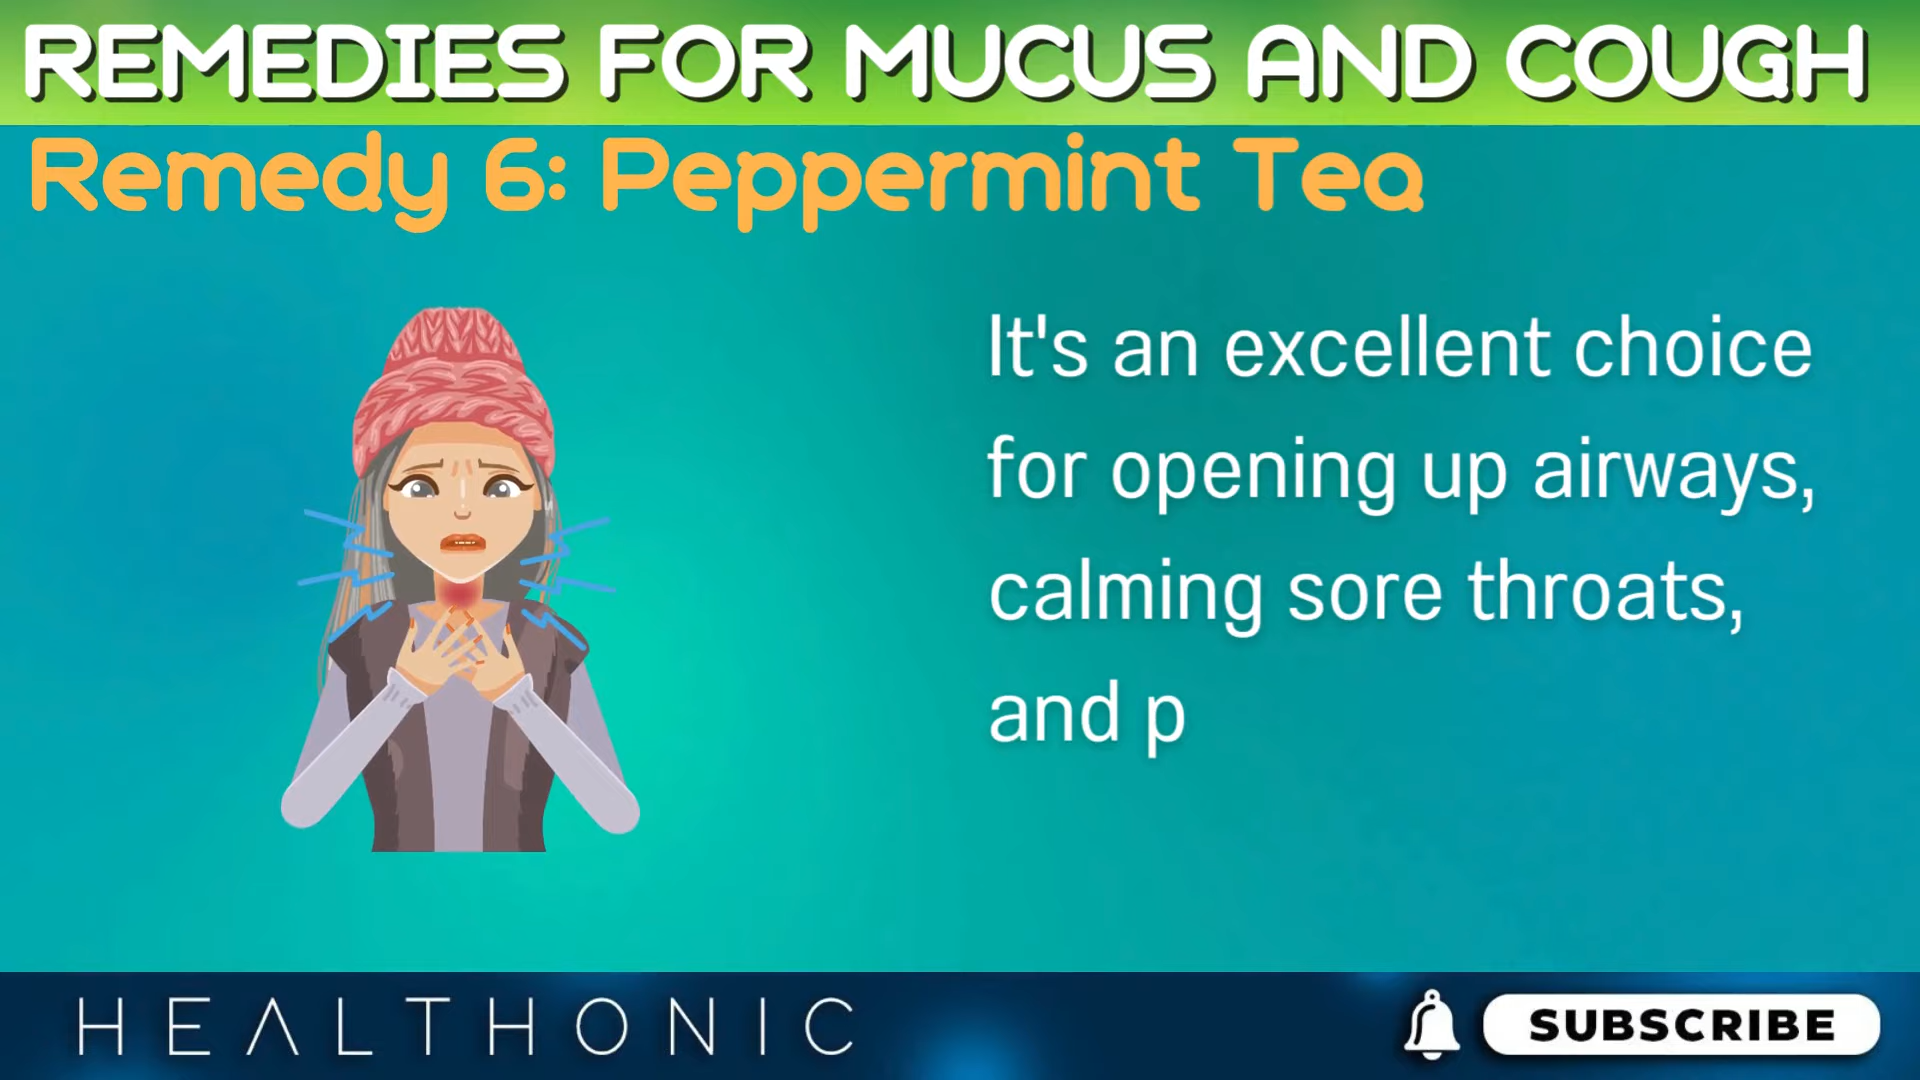 REMEDIES FOR MUCUS AND COUGH
Remedy 6: Peppermint Tea
It's an excellent choice
for opening up airways,
calming sore throats,
and p
HEALTHONIC
SUBSCRIBE